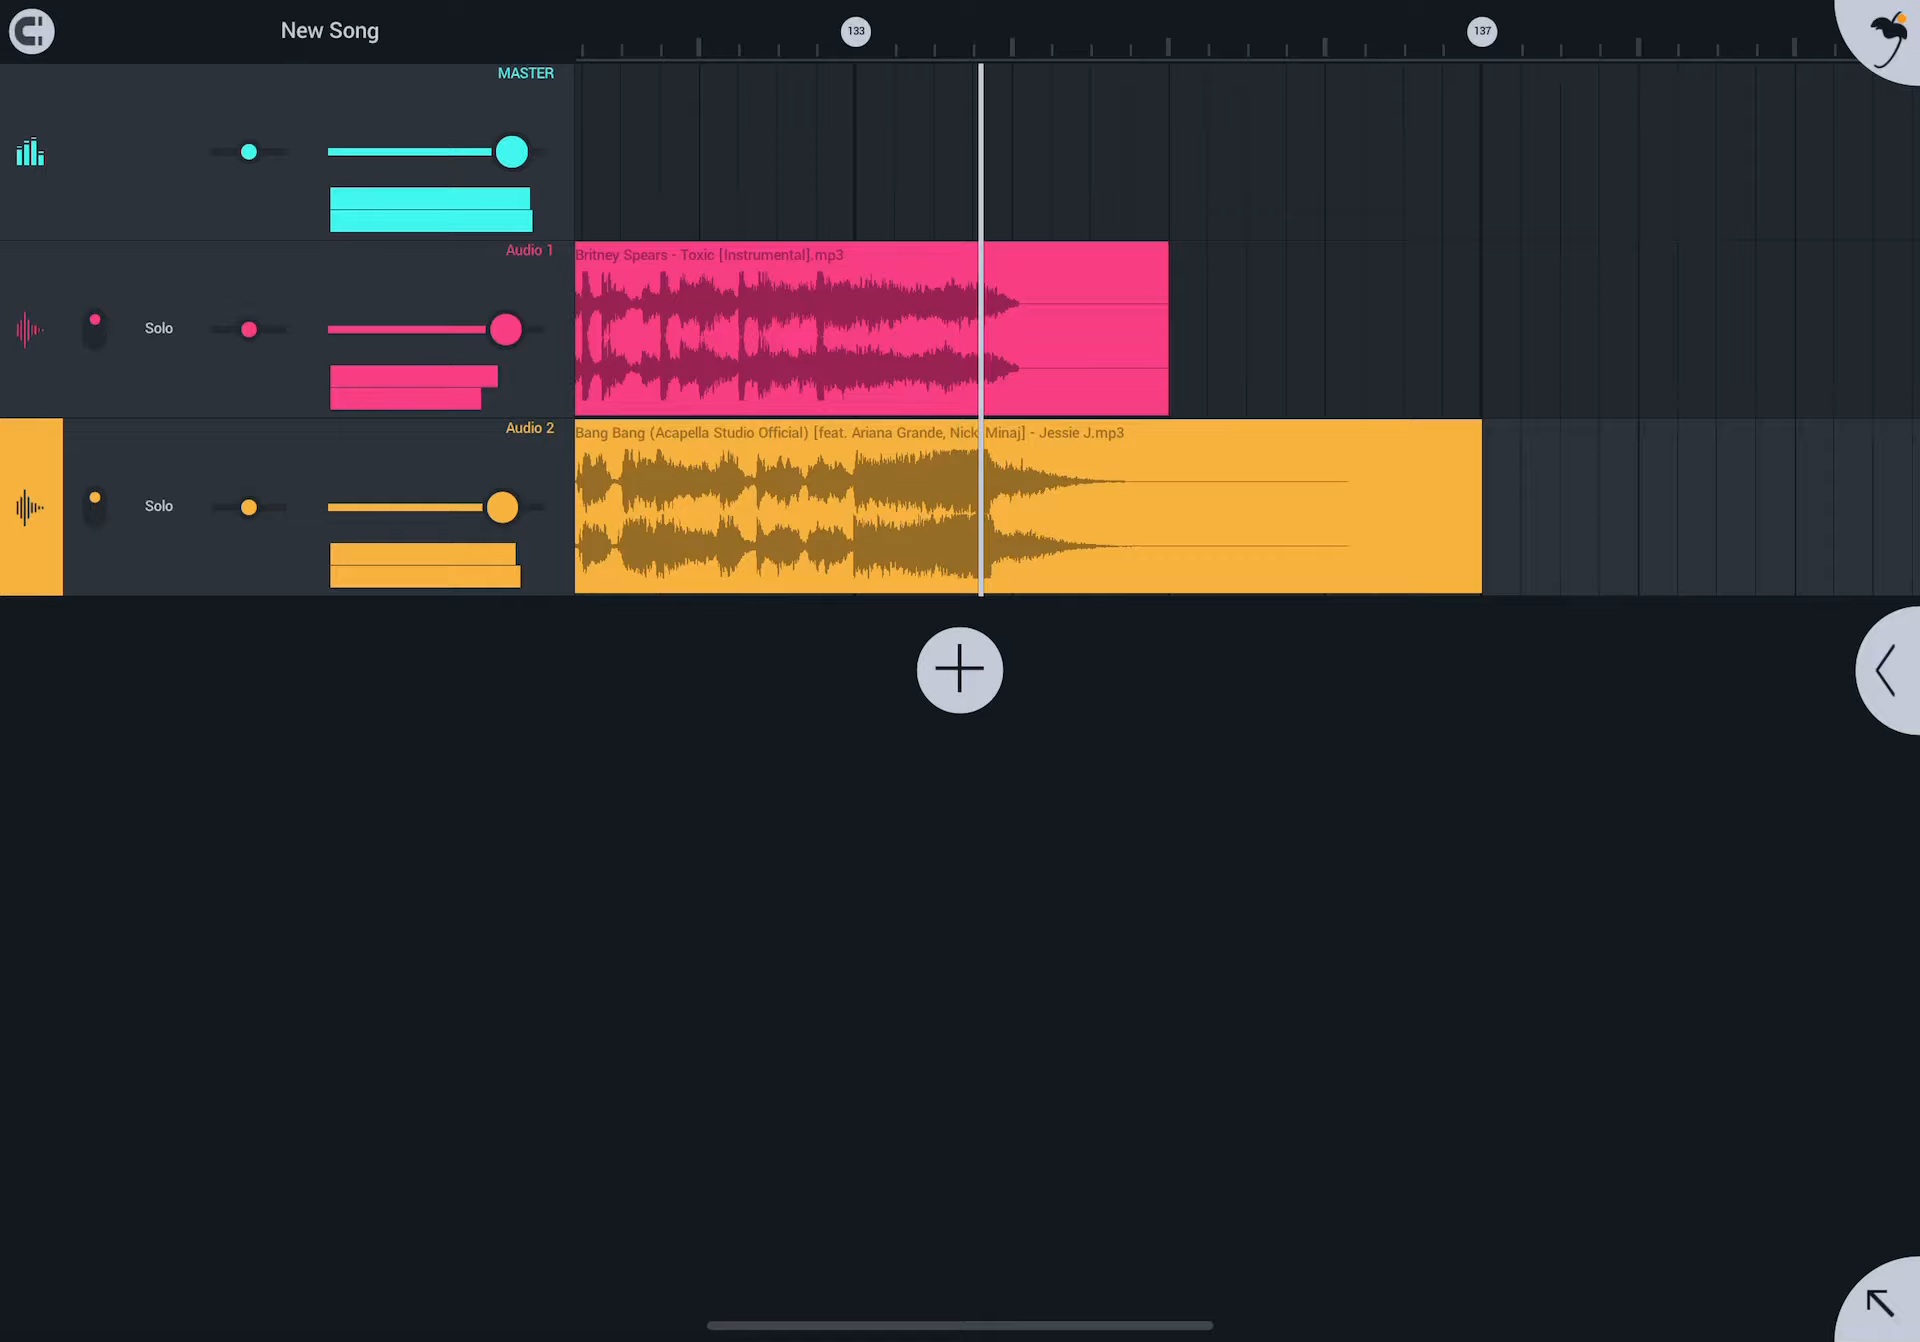 New Song
133
137
MASTER
Audio 1
Britney Spears - Toxic [Instrumental].mp3
Solo
Audio 2
Bang Bang (Acapella Studio Official) [feat. Ariana Grande, Nick Minaj] - Jessie J.mp3
Solo